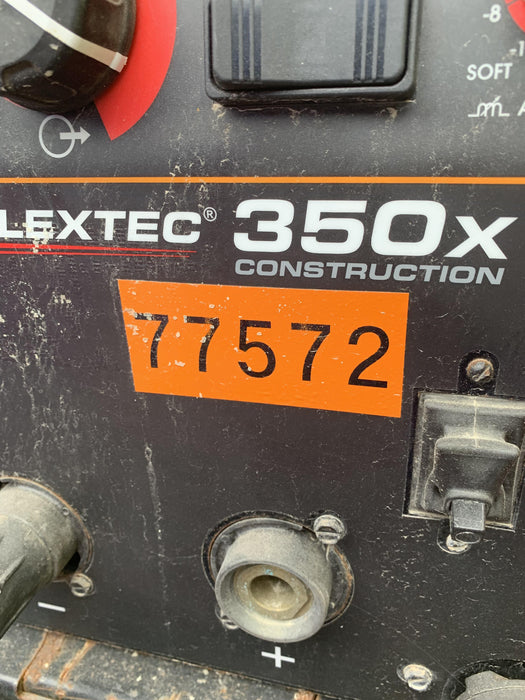 -8
SOFT
LEXTEC® 350X
CONSTRUCTION
77572
-
+